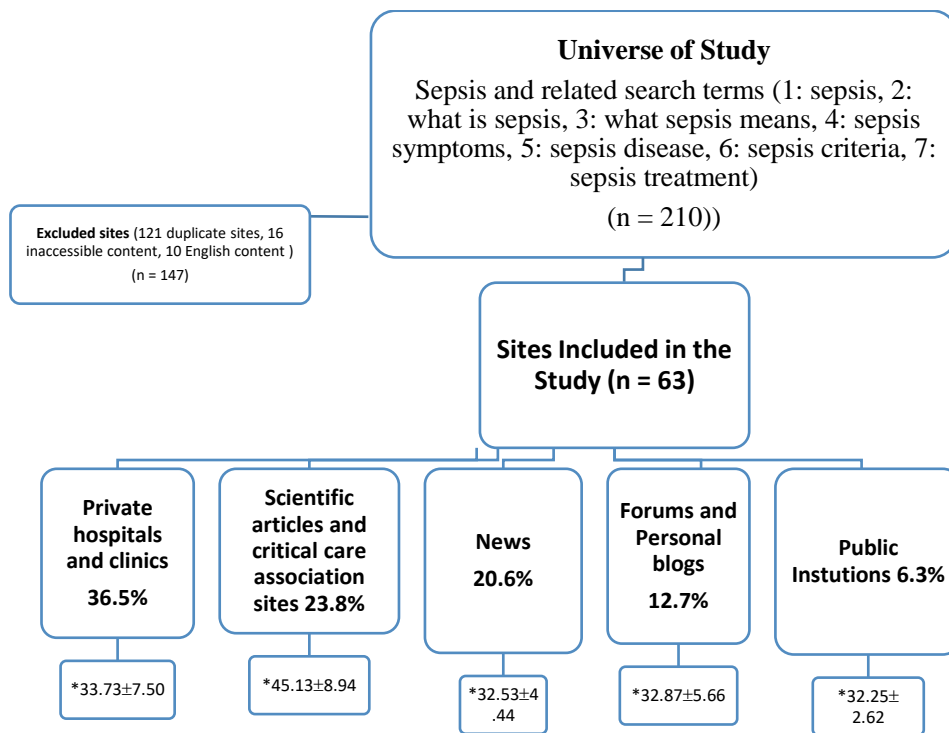 Universe of Study
Sepsis and related search terms (1: sepsis, 2:
what is sepsis, 3: what sepsis means, 4: sepsis
symptoms, 5: sepsis disease, 6: sepsis criteria, 7:
sepsis treatment)
(n = 210))
Excluded sites (121 duplicate sites, 16
inaccessible content, 10 English content )
(n = 147)
Sites Included in the
Study (n = 63)
Private
hospitals
and clinics
36.5%
Scientific
articles and
critical care
association
sites 23.8%
News
20.6%
Forums and
Personal
blogs
12.7%
Public
Instutions 6.3%
*33.73±7.50
*45.13±8.94
*32.53±4
.44
*32.87±5.66
*32.25±
2.62